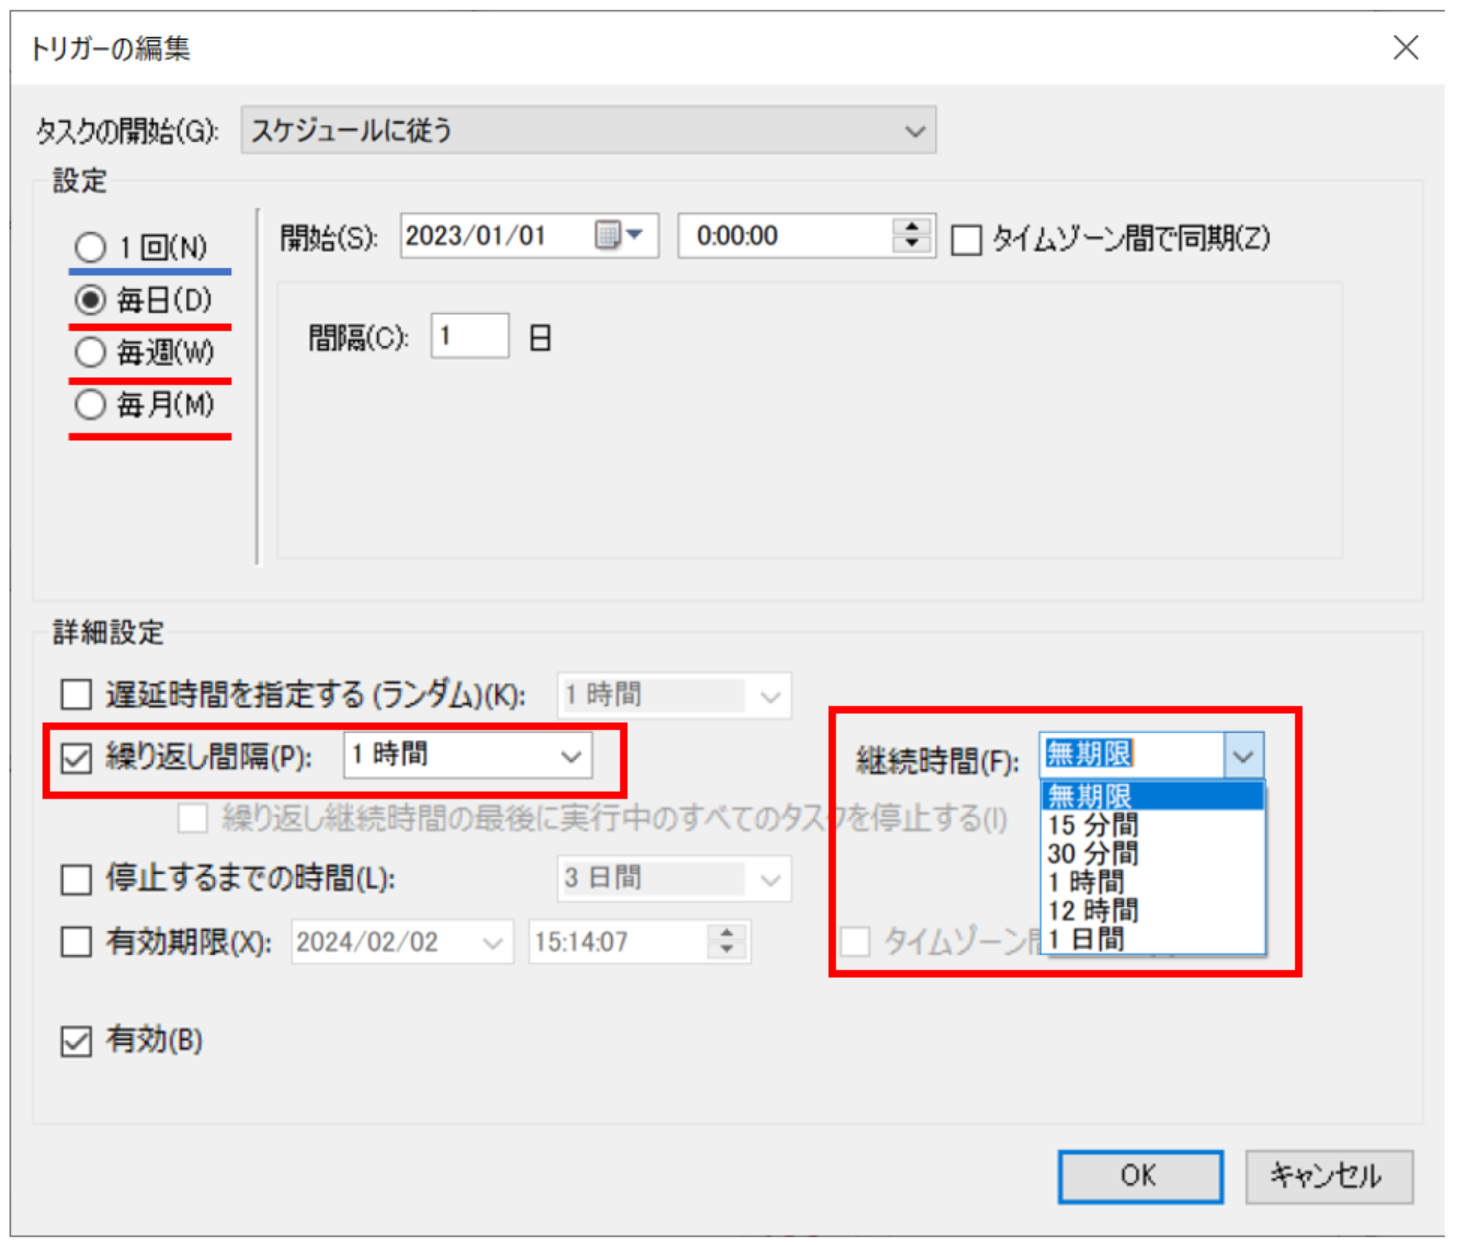 トリガーの編集
タスクの開始(G): スケジュールに従う
設定
1 回(N)
開始(S): 2023/01/01 0:00:00 タイムゾーン間で同期(Z)
毎日(D)
間隔(C): 1 日
毎週(W)
毎月(M)
詳細設定
遅延時間を指定する (ランダム)(K): 1 時間
繰り返し間隔(P): 1 時間 継続時間(F): 無期限
無期限
繰り返し継続時間の最後に実行中のすべてのタスクを停止する(I)
15 分間
30 分間
1 時間
12 時間
1 日間
停止するまでの時間(L): 3 日間
有効期限(X): 2024/02/02 15:14:07 タイムゾーン
有効(B)
OK キャンセル